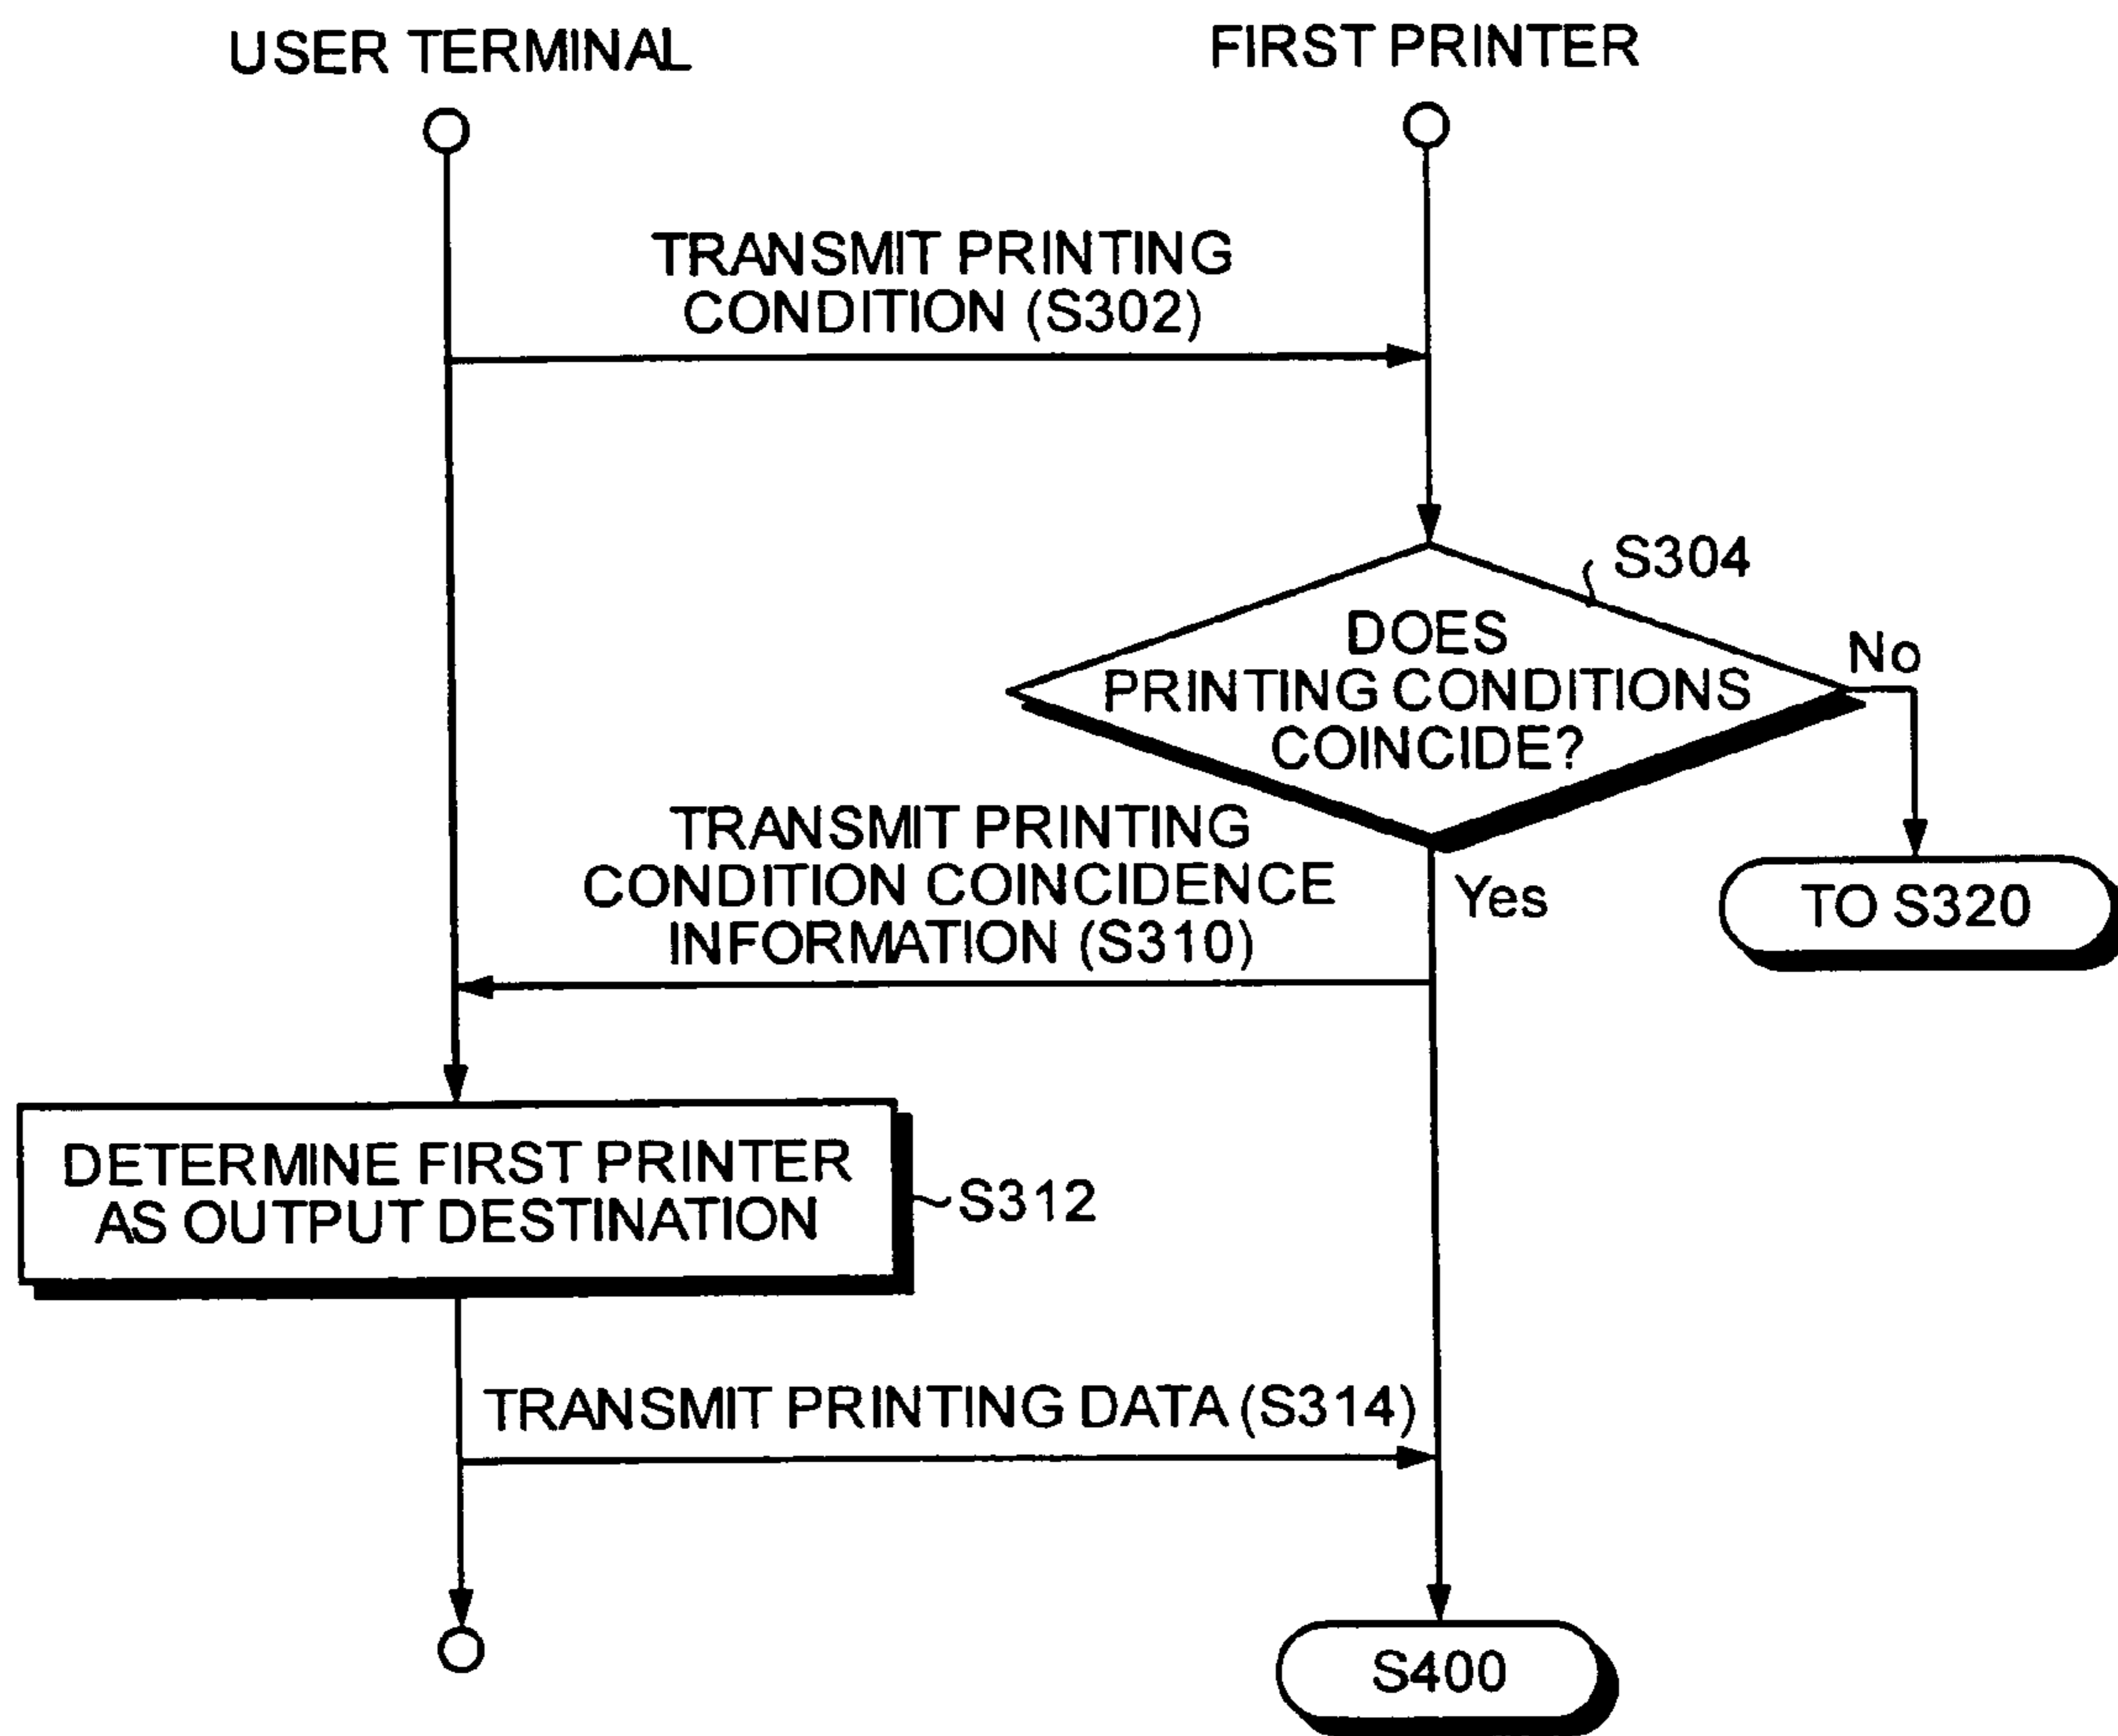 USER TERMINAL
FIRST PRINTER
TRANSMIT PRINTING
CONDITION (S302)
S304
DOES
PRINTING CONDITIONS
COINCIDE?
No
TO S320
Yes
TRANSMIT PRINTING
CONDITION COINCIDENCE
INFORMATION (S310)
DETERMINE FIRST PRINTER
AS OUTPUT DESTINATION
S312
TRANSMIT PRINTING DATA (S314)
S400